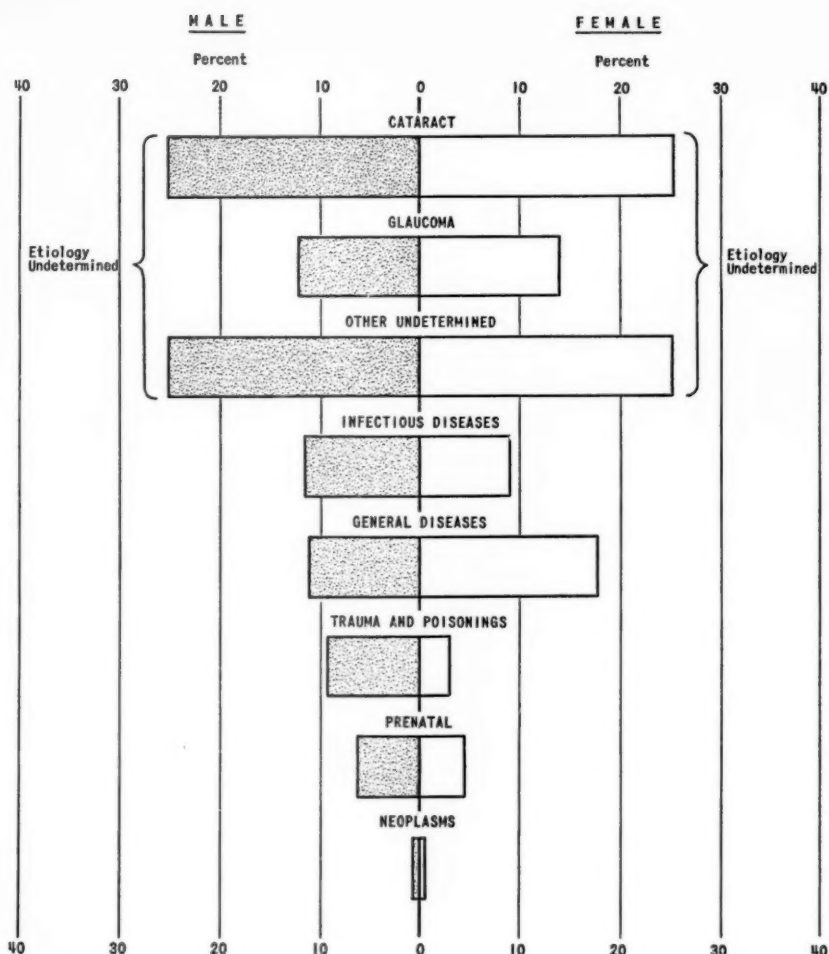 MALE FEMALE
Percent Percent
40 30 20 10 0 10 20 30 40
CATARACT
GLAUCOMA
Etiology Undetermined Etiology Undetermined
OTHER UNDETERMINED
INFECTIOUS DISEASES
GENERAL DISEASES
TRAUMA AND POISONINGS
PRENATAL
NEOPLASMS
40 30 20 10 0 10 20 30 40